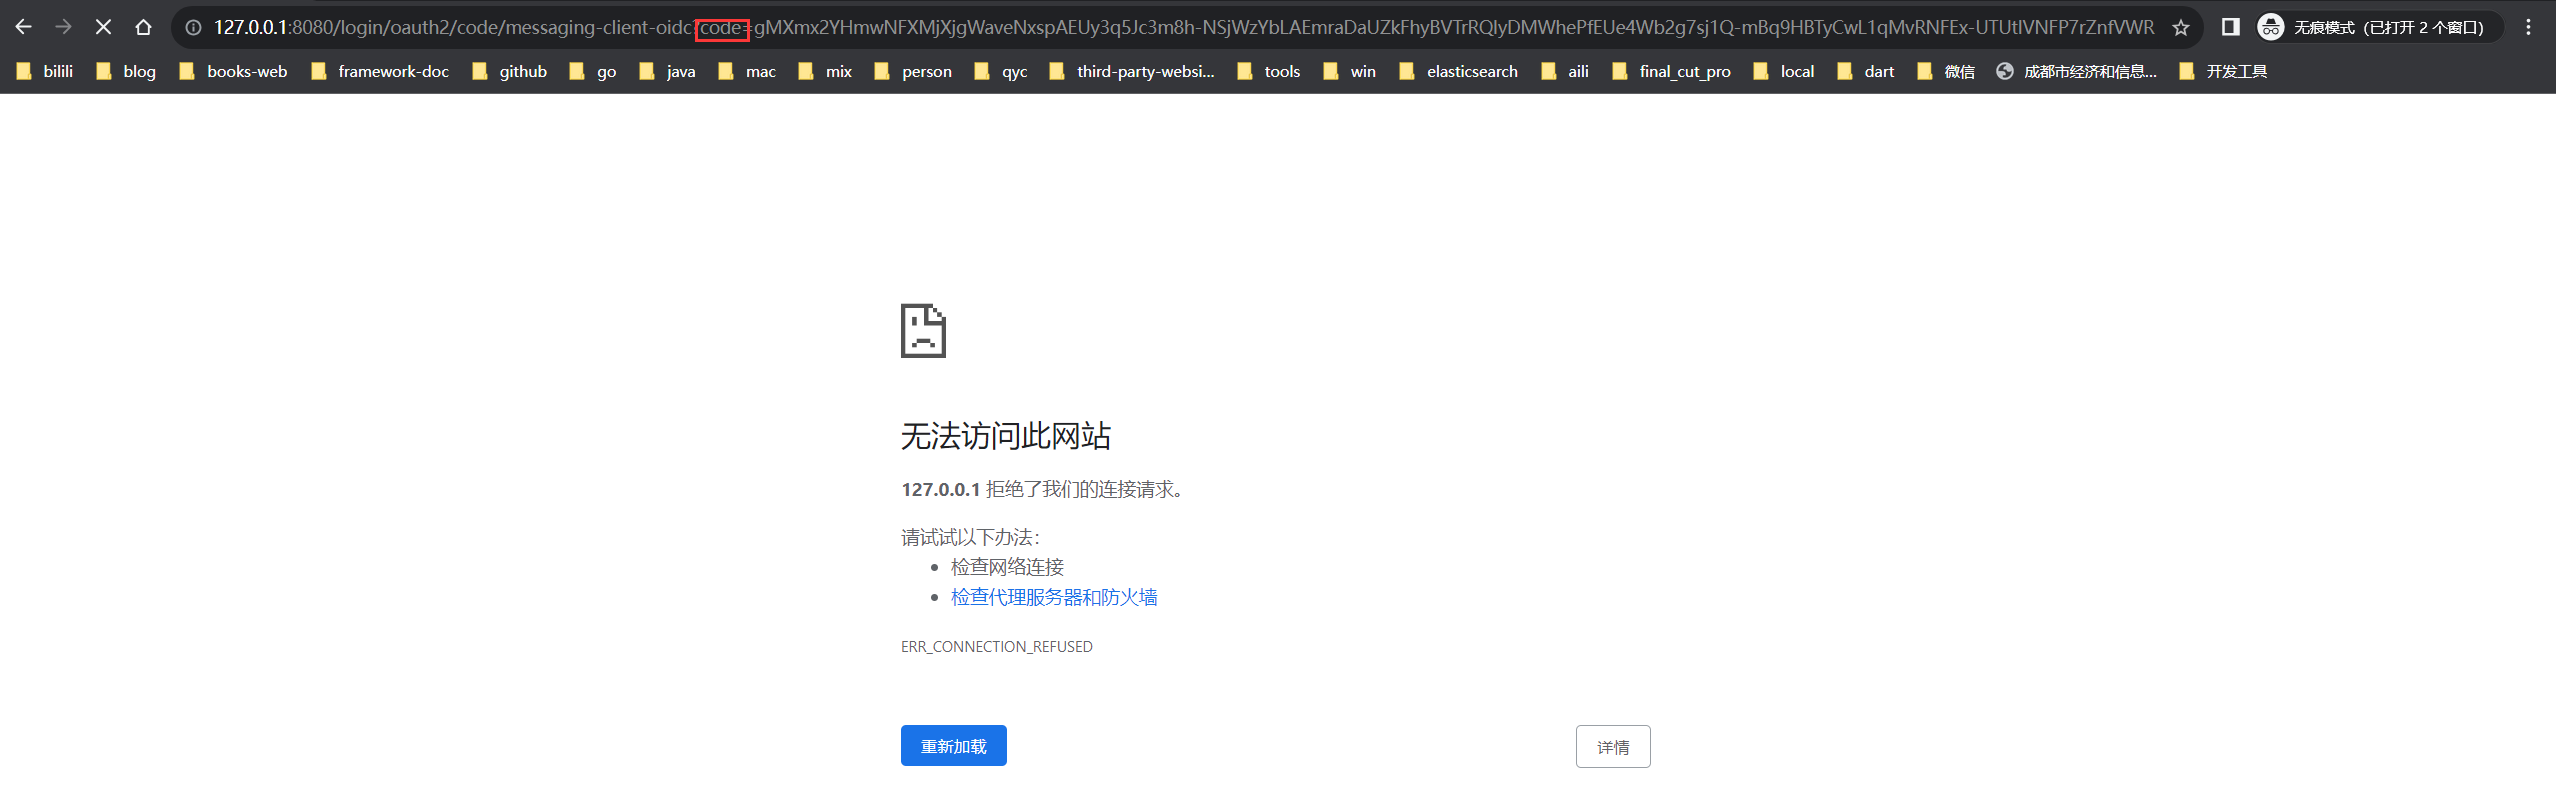 127.0.0.1:8080/login/oauth2/code/messaging-client-oidc?code=gMXmx2YHmwNFXMjXjgWaveNxspAEUy3q5Jc3m8h-NSjWzYbLAEmraDaUZkFhyBVTrRQlyDMWhePfEUe4Wb2g7sj1Q-mBq9HBTyCwL1qMvRNFEx-UTUtlVNFP7rZnfVWR 无痕模式（已打开 2 个窗口）
bilili blog books-web framework-doc github go java mac mix person qyc third-party-websi... tools win elasticsearch aili final_cut_pro local dart 微信 成都市经济和信息... 开发工具
无法访问此网站
127.0.0.1 拒绝了我们的连接请求。
请试试以下办法：
检查网络连接
检查代理服务器和防火墙
ERR_CONNECTION_REFUSED
重新加载 详情